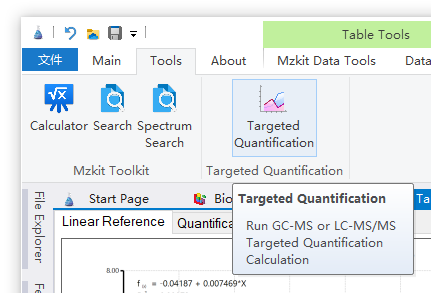 Table Tools
文件 Main Tools About Mzkit Data Tools Data
Calculator Search Spectrum Search Targeted Quantification
Mzkit Toolkit Targeted Quantification
Start Page Bio Ta
File Explorer
Linear Reference Quantifica
Targeted Quantification
Run GC-MS or LC-MS/MS
Targeted Quantification
Calculation
8.00
= -0.04187 + 0.007469*X